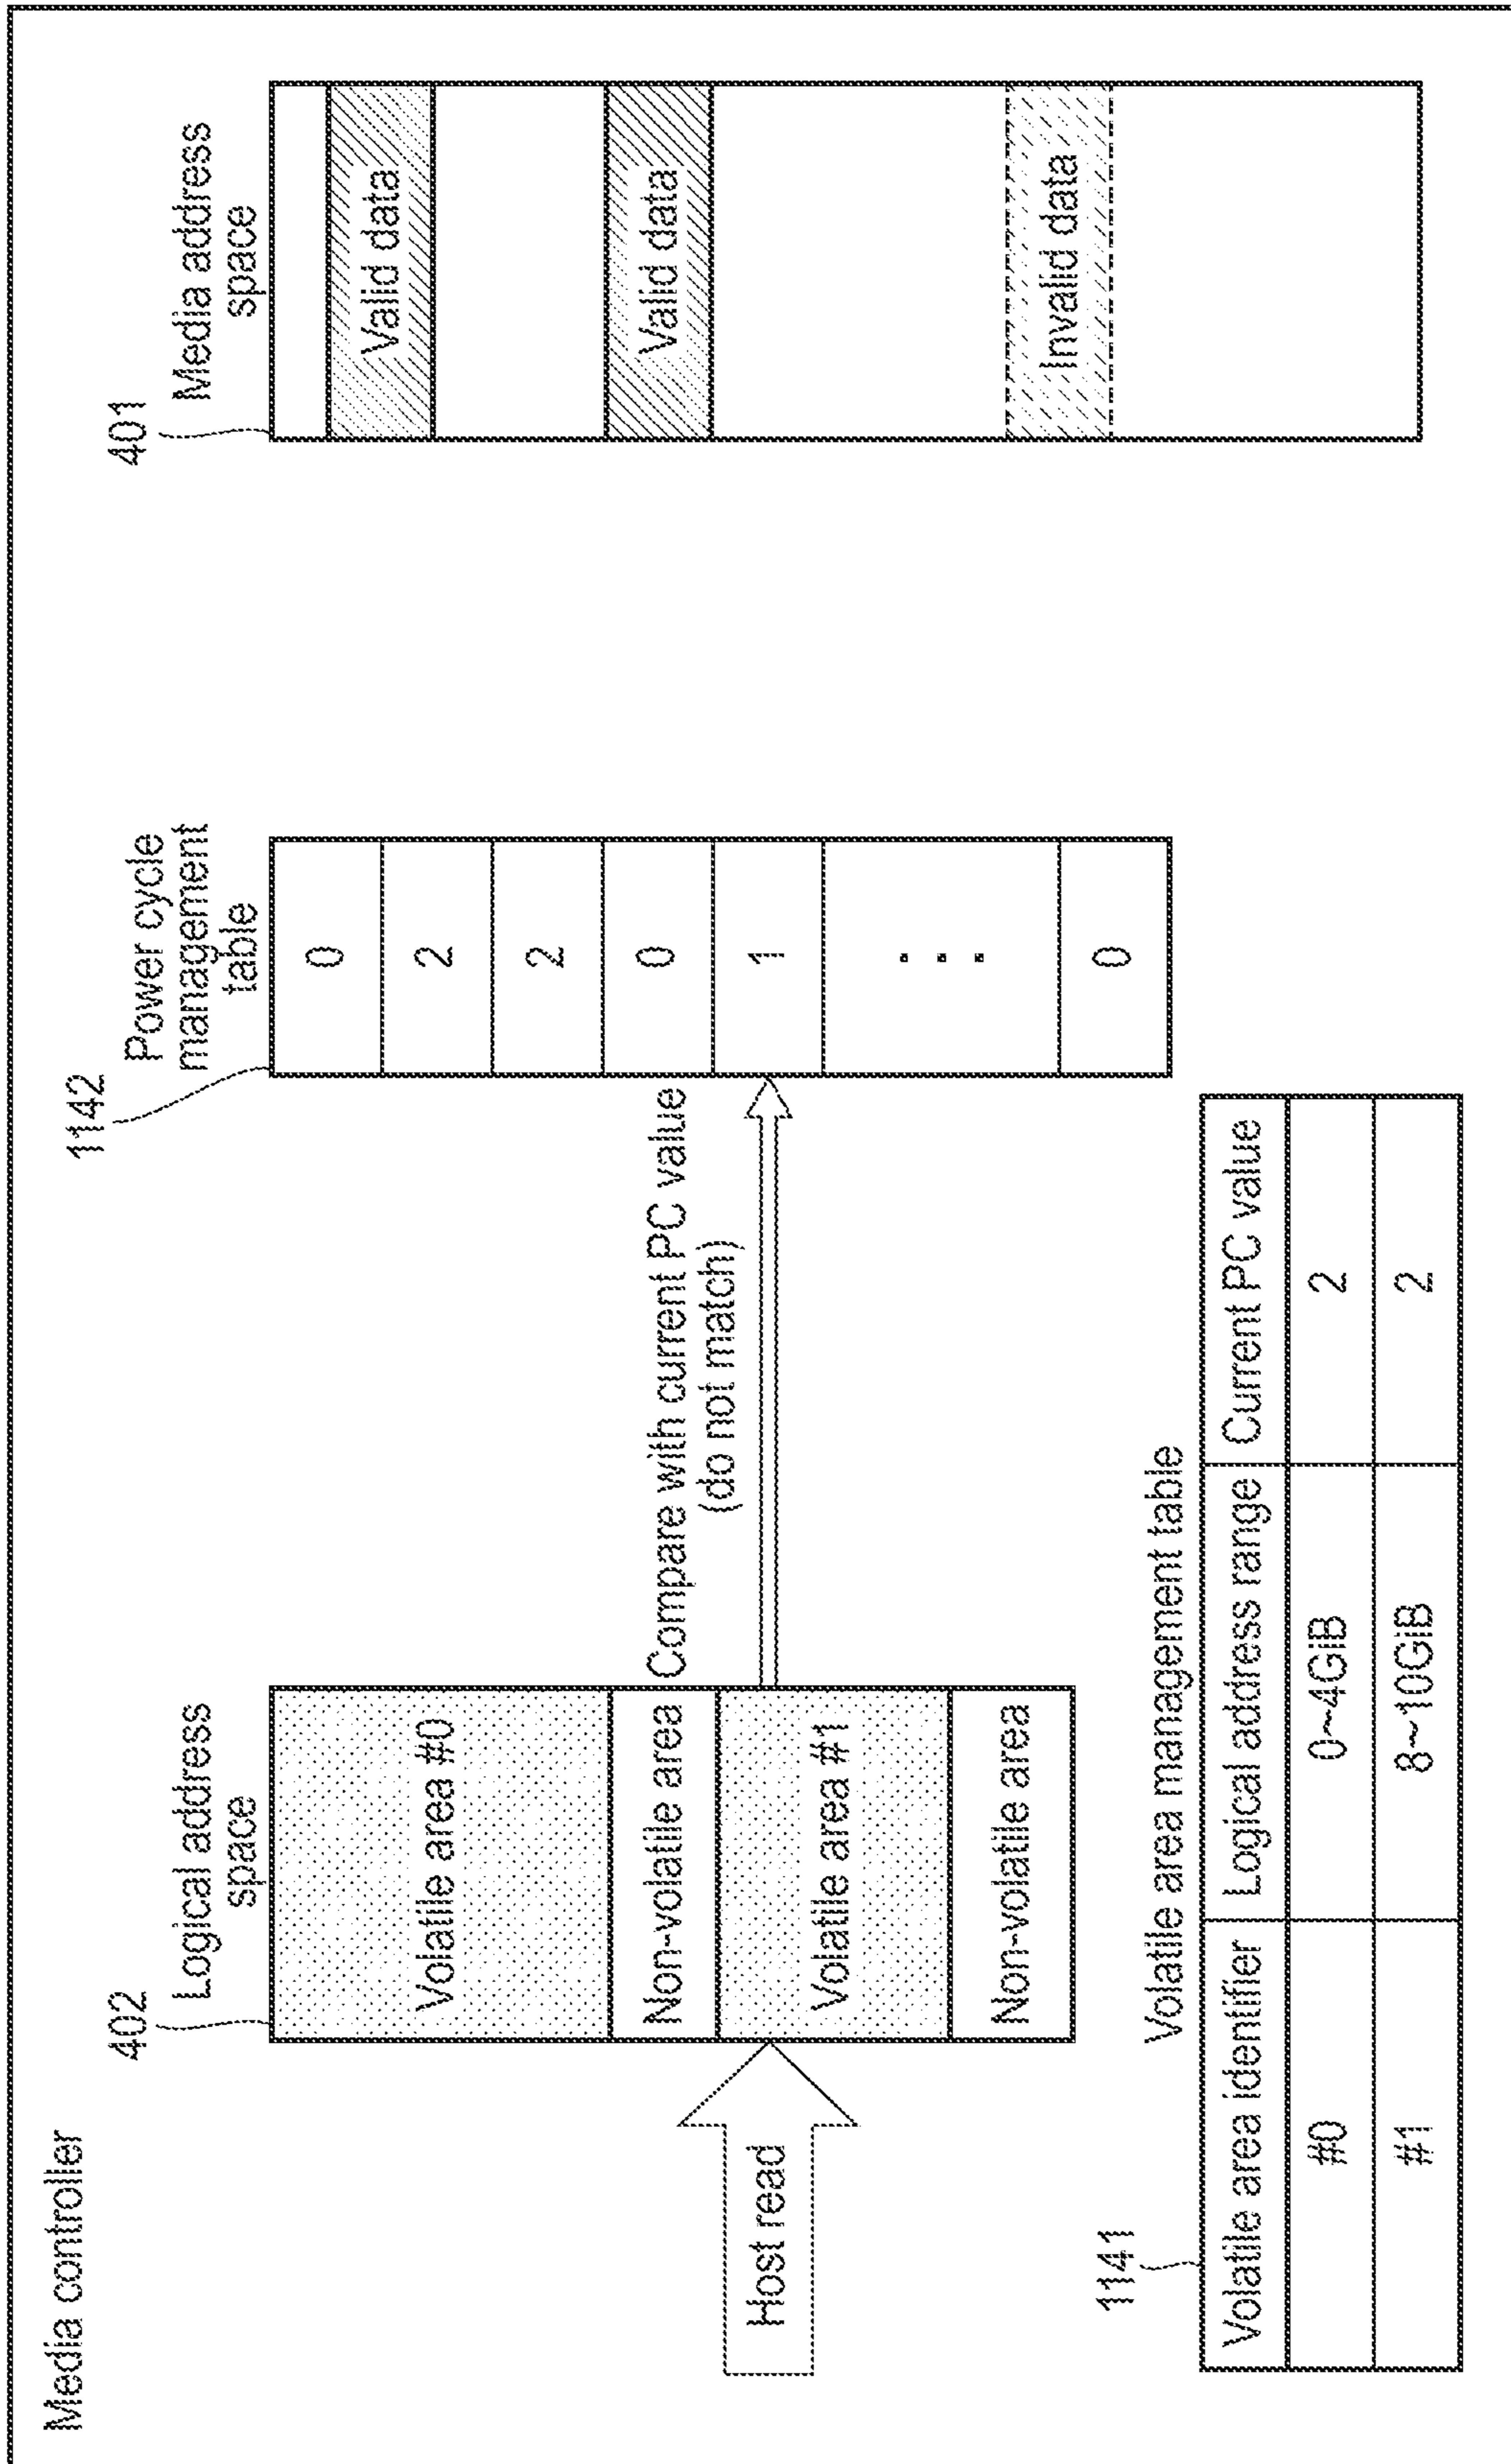 Media controller
402
Logical address
space
Volatile area #0
Non-volatile area
Volatile area #1
Non-volatile area
Host read
Compare with current PC value
(do not match)
1142
Power cycle
management
table
0
2
2
0
1
. . .
0
401
Media address
space
Valid data
Valid data
Invalid data
1141
Volatile area management table
Volatile area identifier Logical address range Current PC value
#0 0~4GiB 2
#1 8~10GiB 2